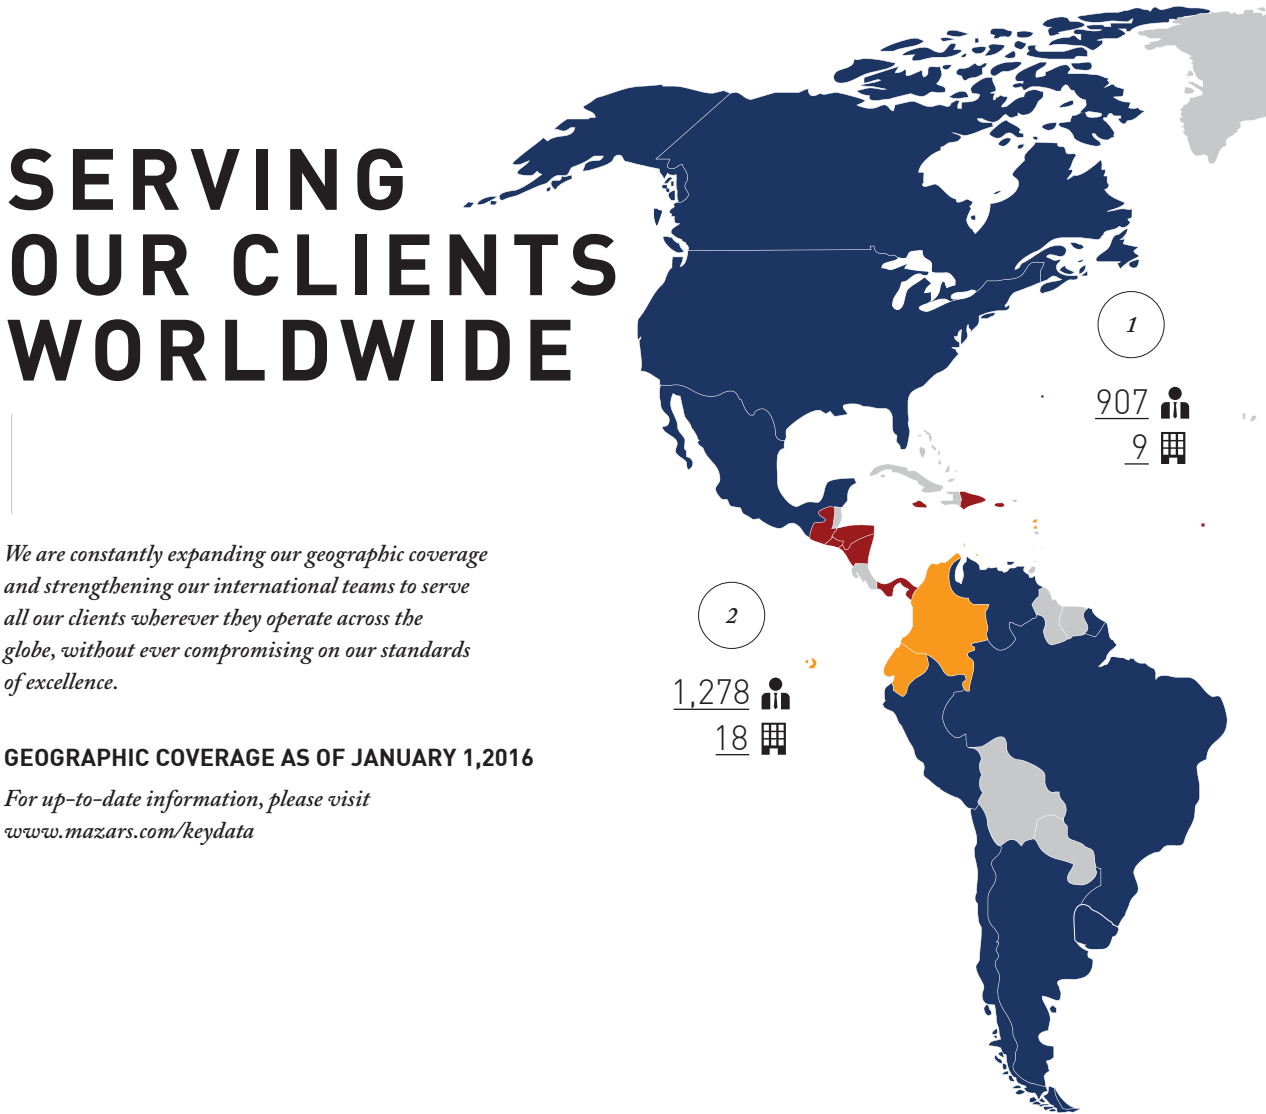 SERVING
OUR CLIENTS
WORLDWIDE
We are constantly expanding our geographic coverage
and strengthening our international teams to serve
all our clients wherever they operate across the
globe, without ever compromising on our standards
of excellence.
GEOGRAPHIC COVERAGE AS OF JANUARY 1,2016
For up-to-date information, please visit
www.mazars.com/keydata
1
907
9
2
1,278
18